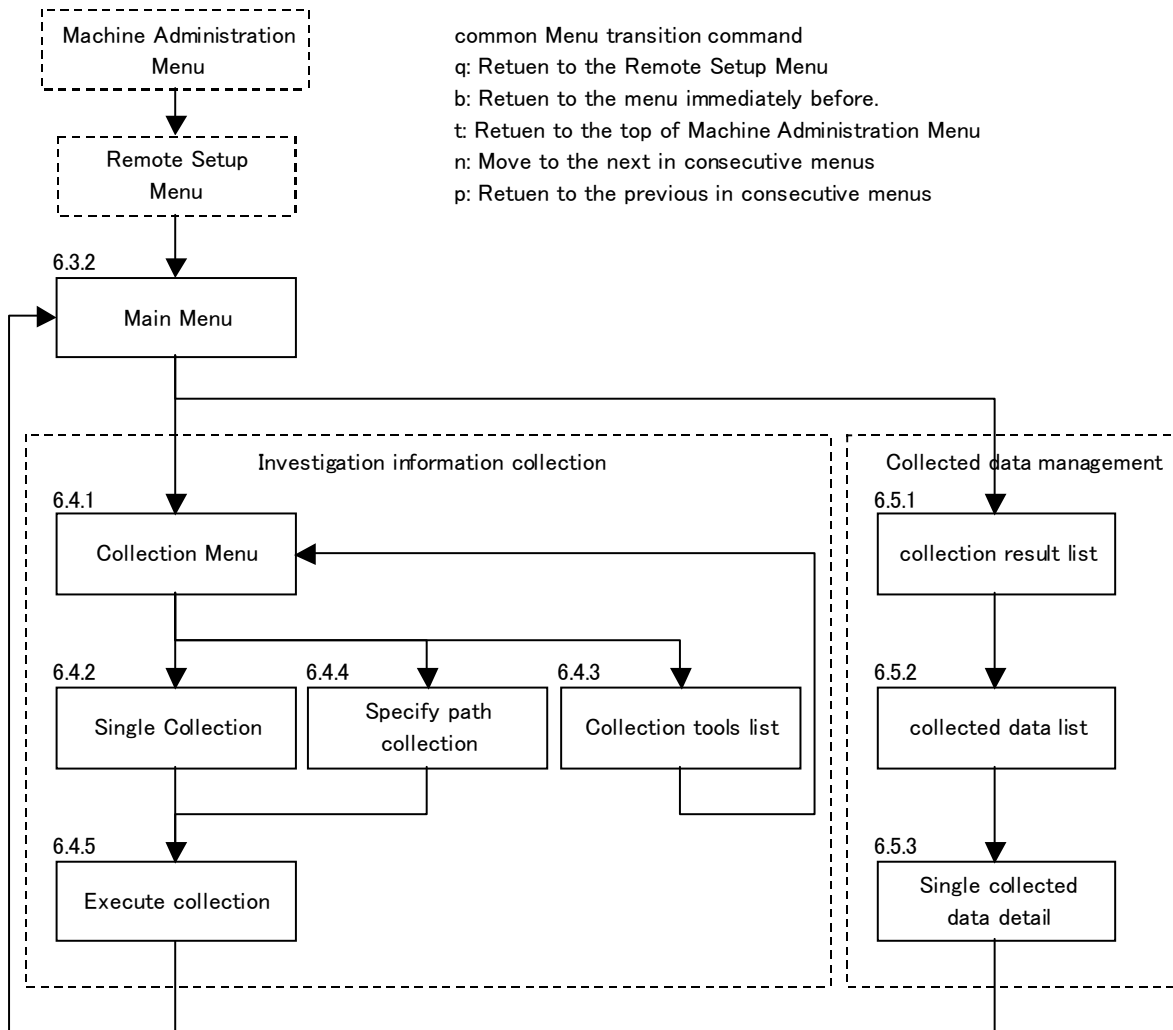 Machine Administration
Menu
common Menu transition command
q: Retuen to the Remote Setup Menu
b: Retuen to the menu immediately before.
t: Retuen to the top of Machine Administration Menu
n: Move to the next in consecutive menus
p: Retuen to the previous in consecutive menus
Remote Setup
Menu
6.3.2
Main Menu
Investigation information collection
Collected data management
6.4.1
Collection Menu
6.5.1
collection result list
6.4.2
Single Collection
6.4.4
Specify path
collection
6.4.3
Collection tools list
6.5.2
collected data list
6.4.5
Execute collection
6.5.3
Single collected
data detail